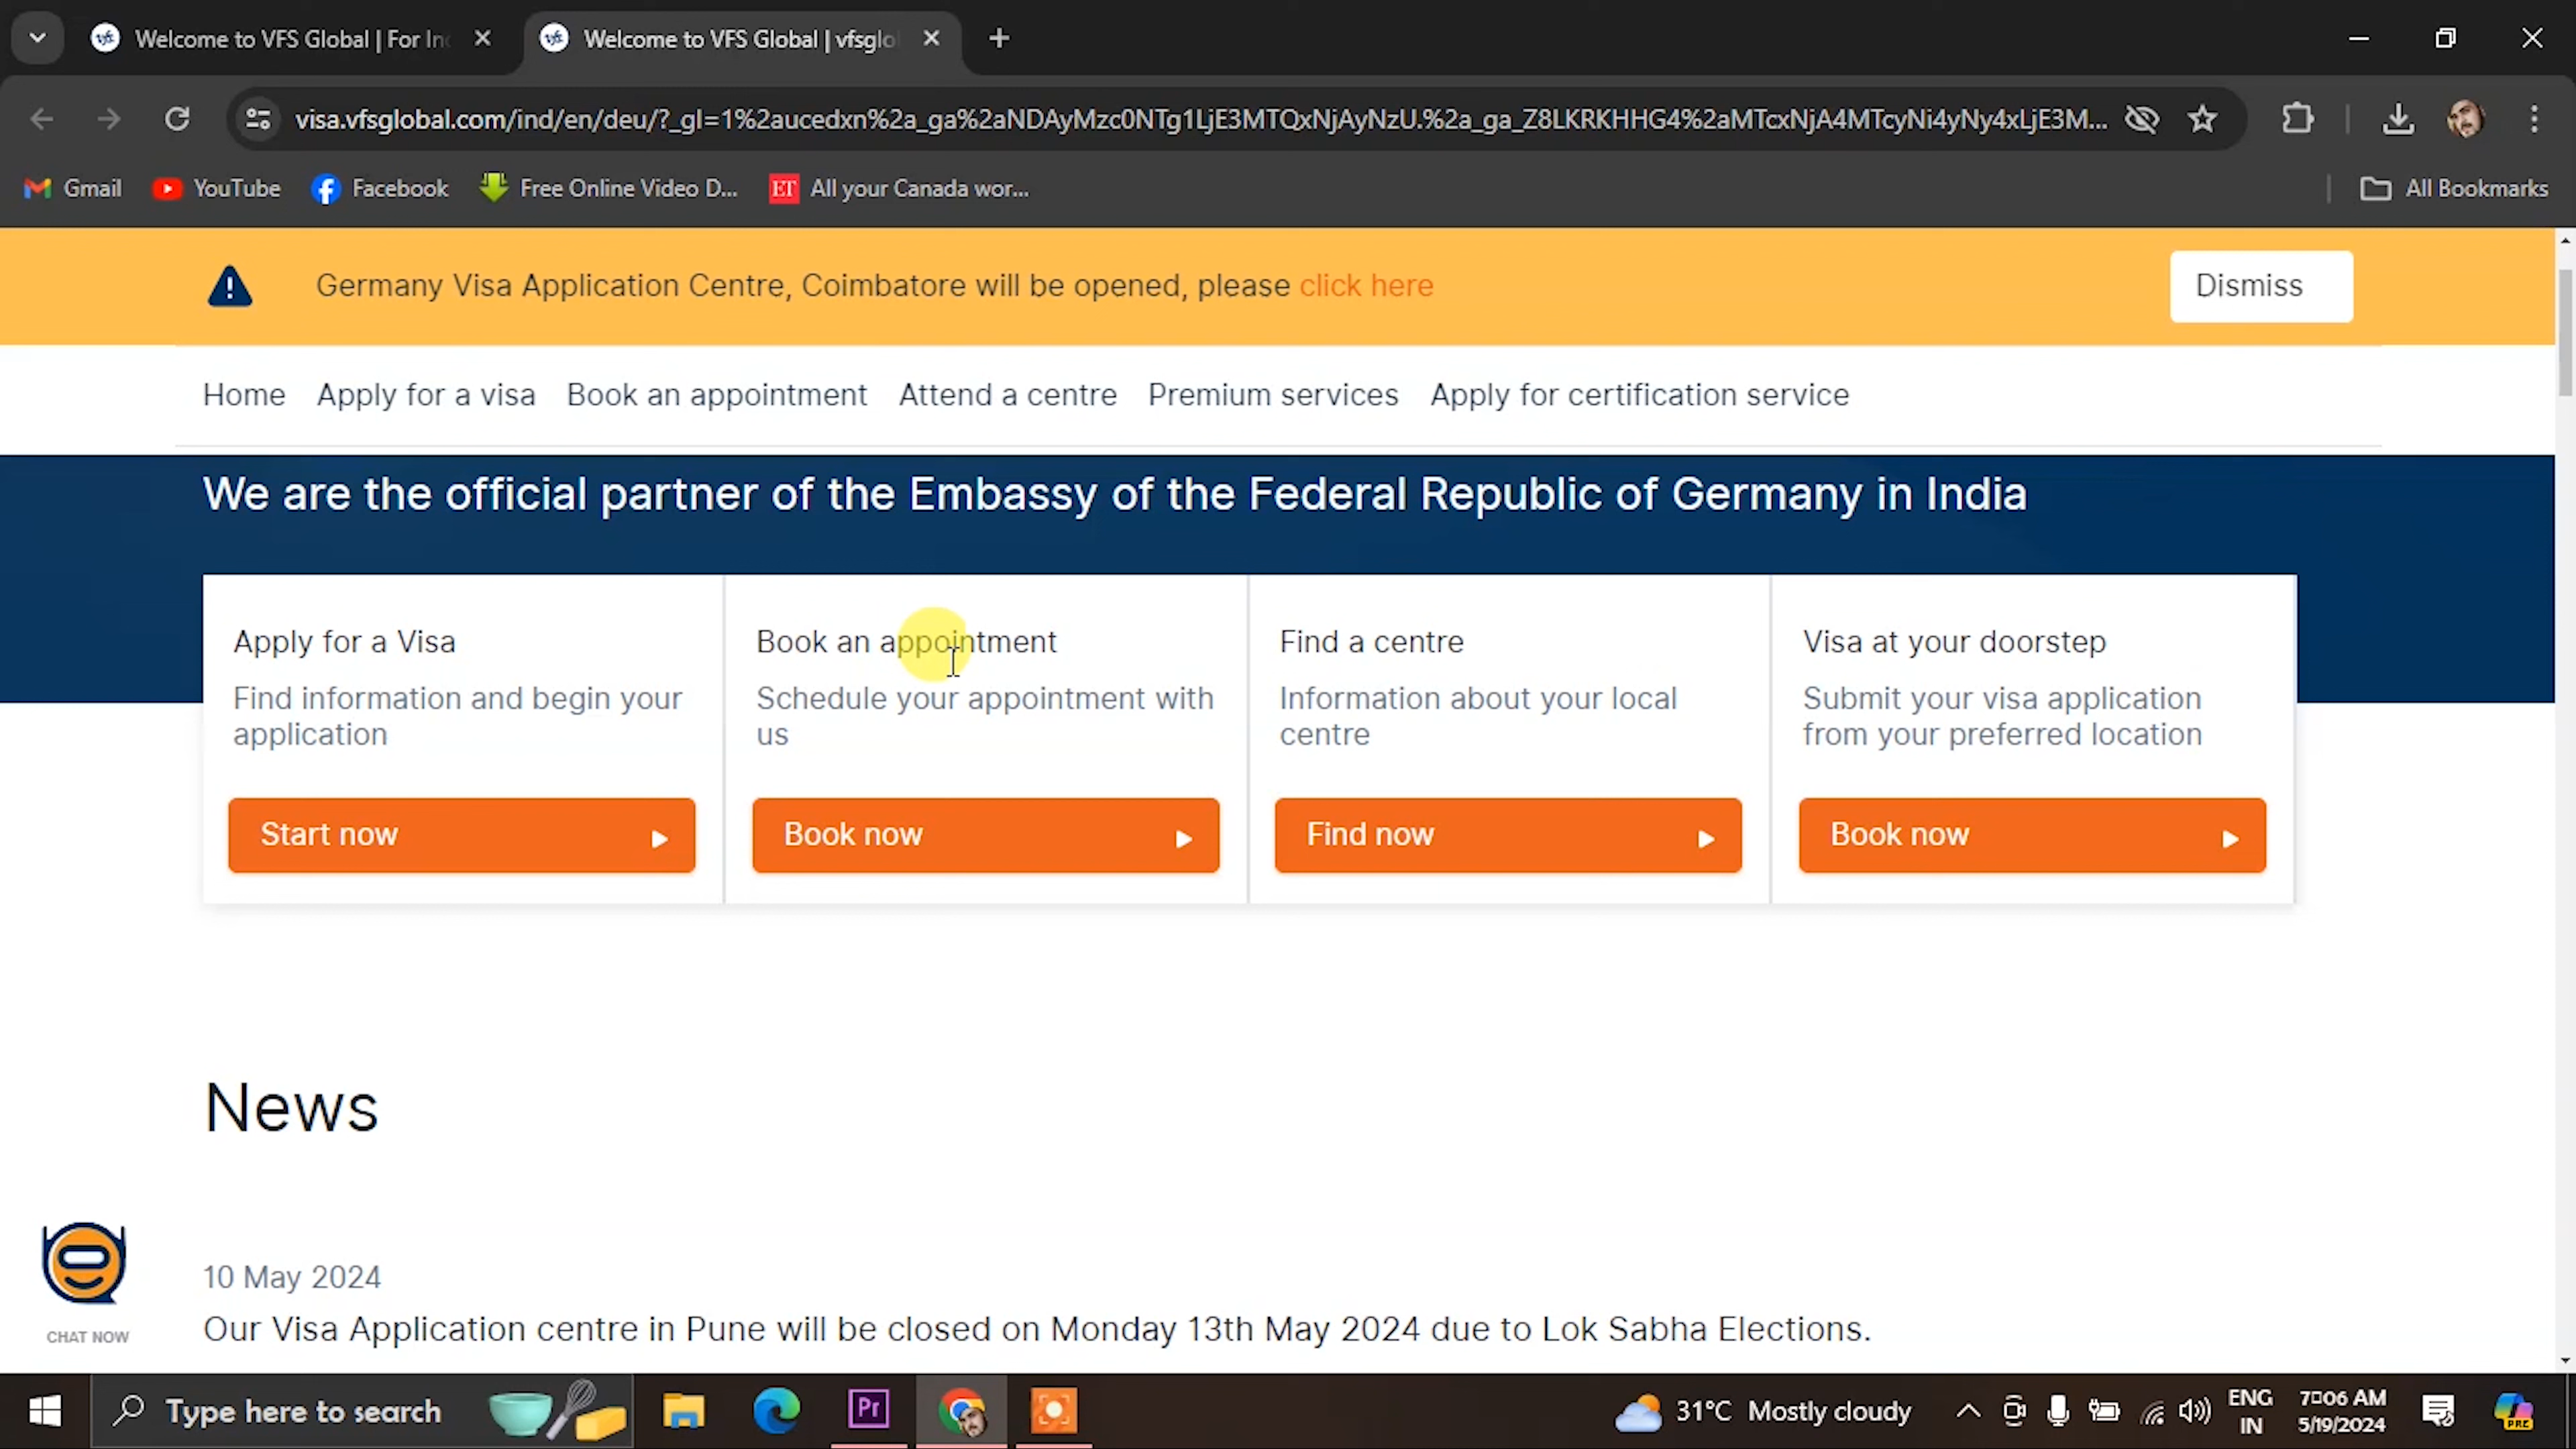 Welcome to VFS Global | For In
Welcome to VFS Global | vfsglo
visa.vfsglobal.com/ind/en/deu/?_gl=1%2aucedxn%2a_ga%2aNDAyMzc0NTg1LjE3MTQxNjAyNzU.%2a_ga_Z8LKRKHHG4%2aMTcxNjA4MTcyNi4yNy4xLjE3M...
Gmail YouTube Facebook Free Online Video D... ET All your Canada wor... All Bookmarks
Germany Visa Application Centre, Coimbatore will be opened, please click here Dismiss
Home Apply for a visa Book an appointment Attend a centre Premium services Apply for certification service
We are the official partner of the Embassy of the Federal Republic of Germany in India
Apply for a Visa
Find information and begin your
application
Start now
Book an appointment
Schedule your appointment with
us
Book now
Find a centre
Information about your local
centre
Find now
Visa at your doorstep
Submit your visa application
from your preferred location
Book now
News
10 May 2024
Our Visa Application centre in Pune will be closed on Monday 13th May 2024 due to Lok Sabha Elections.
CHAT NOW
Type here to search
Pr
31°C Mostly cloudy
ENG
IN
7:06 AM
5/19/2024
PRE